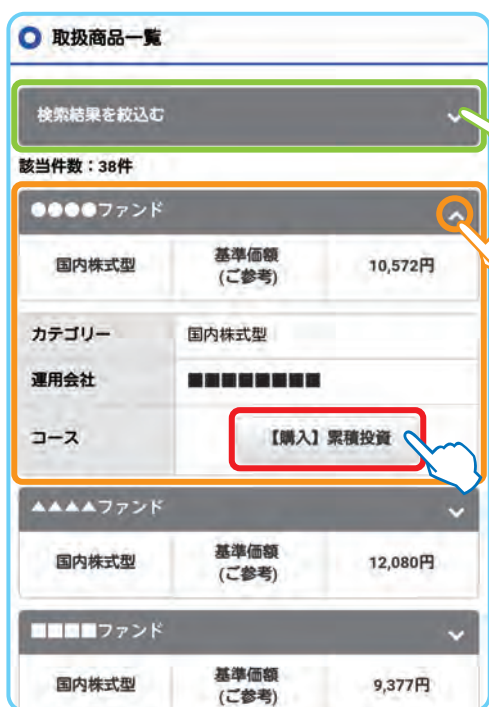 取扱商品一覧
検索結果を絞込む
該当件数：38件
●●●●ファンド
国内株式型 基準価額 (ご参考) 10,572円
カテゴリー 国内株式型
運用会社 ■■■■■■■■
コース 【購入】累積投資
▲▲▲▲ファンド
国内株式型 基準価額 (ご参考) 12,080円
■■■■ファンド
国内株式型 基準価額 (ご参考) 9,377円